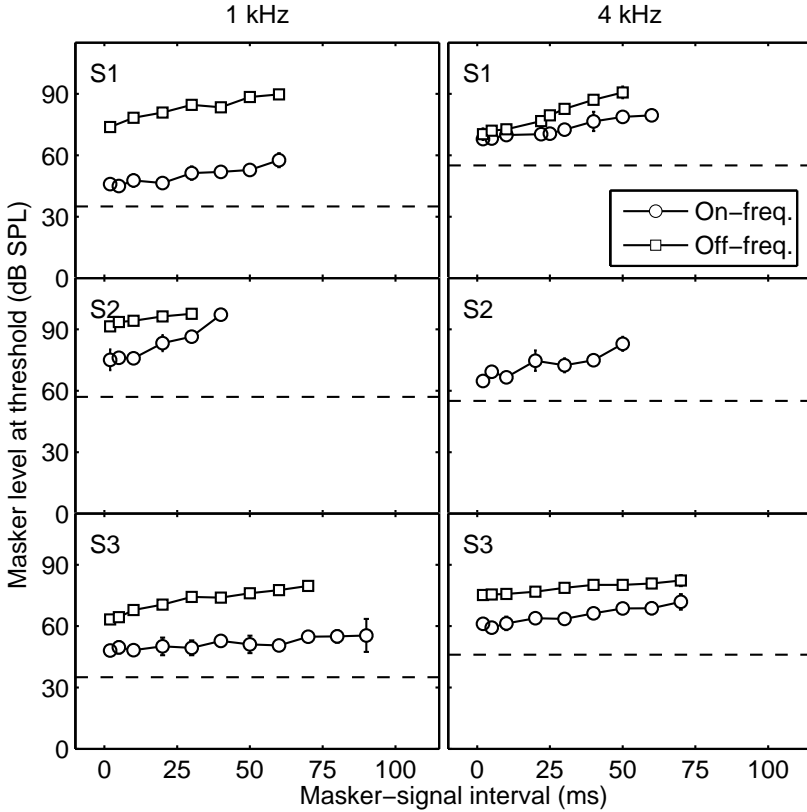 1 kHz
4 kHz
S1
S1
90
60
30
0
On−freq.
Off−freq.
S2
S2
90
60
30
0
S3
S3
90
60
30
0
0 25 50 75 100
0 25 50 75 100
Masker level at threshold (dB SPL)
Masker−signal interval (ms)